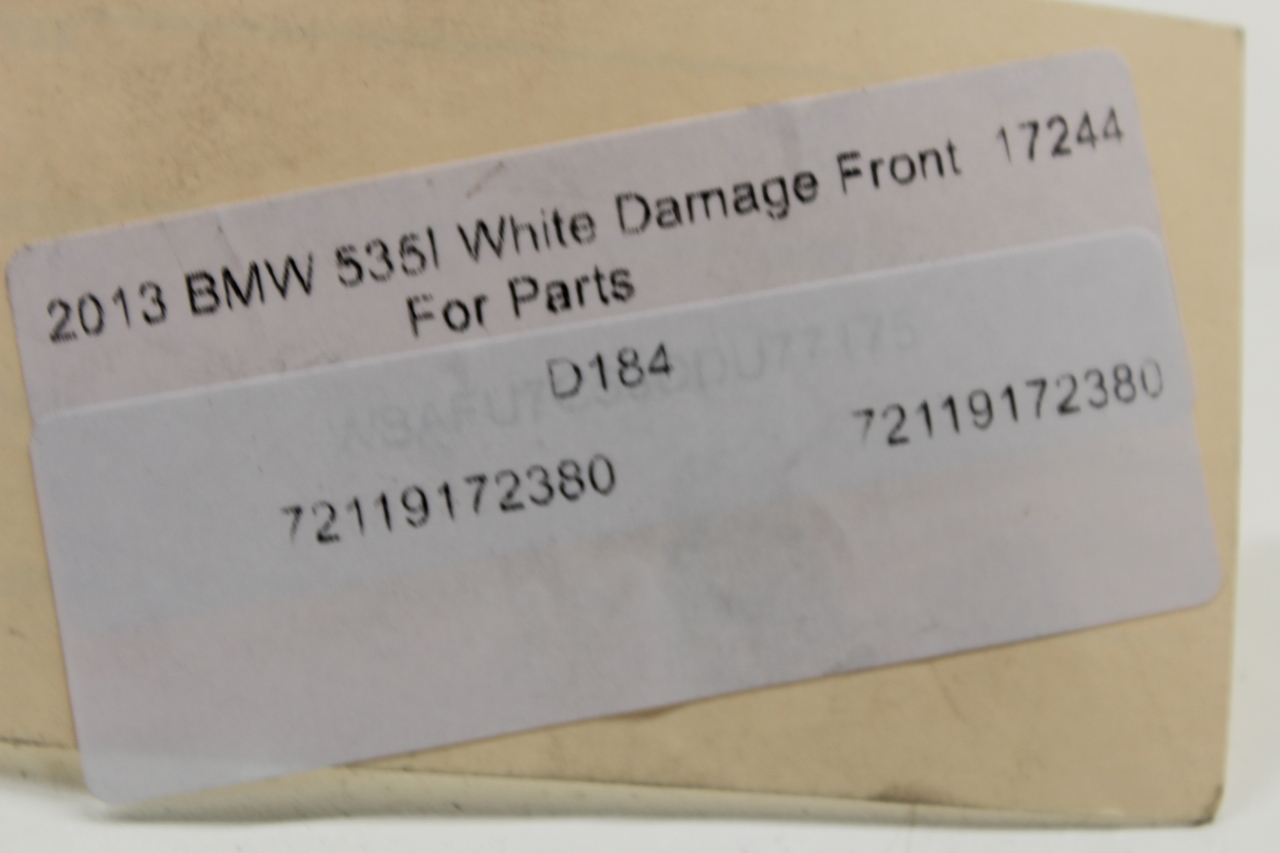 2013 BMW 535I White Damage Front 17244
For Parts
D184
72119172380
72119172380